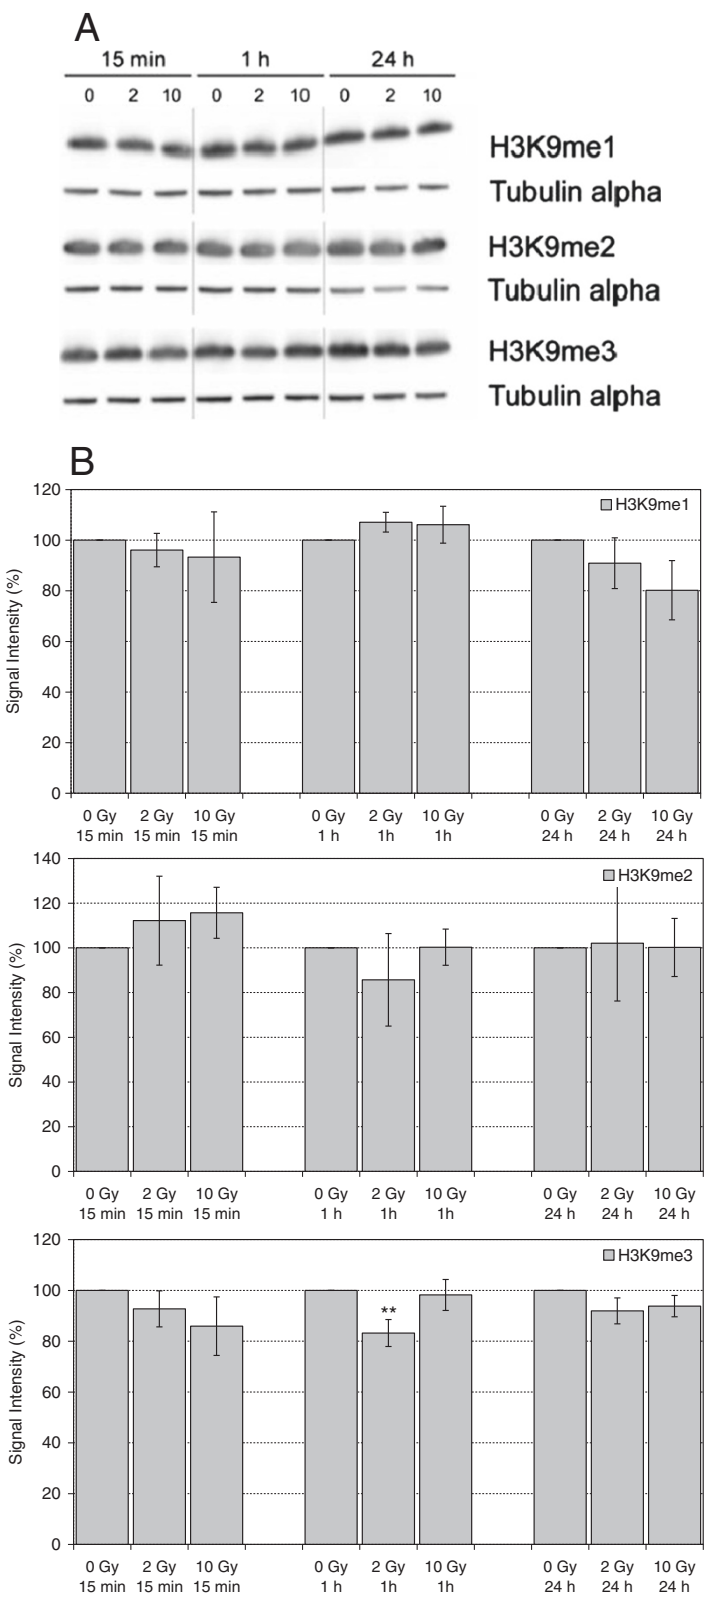 A
15 min 1 h 24 h
0 2 10 0 2 10 0 2 10
H3K9me1
Tubulin alpha
H3K9me2
Tubulin alpha
H3K9me3
Tubulin alpha
B
120
100
80
60
40
20
0
Signal Intensity (%)
H3K9me1
0 Gy 2 Gy 10 Gy 0 Gy 2 Gy 10 Gy 0 Gy 2 Gy 10 Gy
15 min 15 min 15 min 1 h 1h 1h 24 h 24 h 24 h
140
120
100
80
60
40
20
0
Signal Intensity (%)
H3K9me2
0 Gy 2 Gy 10 Gy 0 Gy 2 Gy 10 Gy 0 Gy 2 Gy 10 Gy
15 min 15 min 15 min 1 h 1h 1h 24 h 24 h 24 h
120
100
80
60
40
20
0
Signal Intensity (%)
H3K9me3
**
0 Gy 2 Gy 10 Gy 0 Gy 2 Gy 10 Gy 0 Gy 2 Gy 10 Gy
15 min 15 min 15 min 1 h 1h 1h 24 h 24 h 24 h